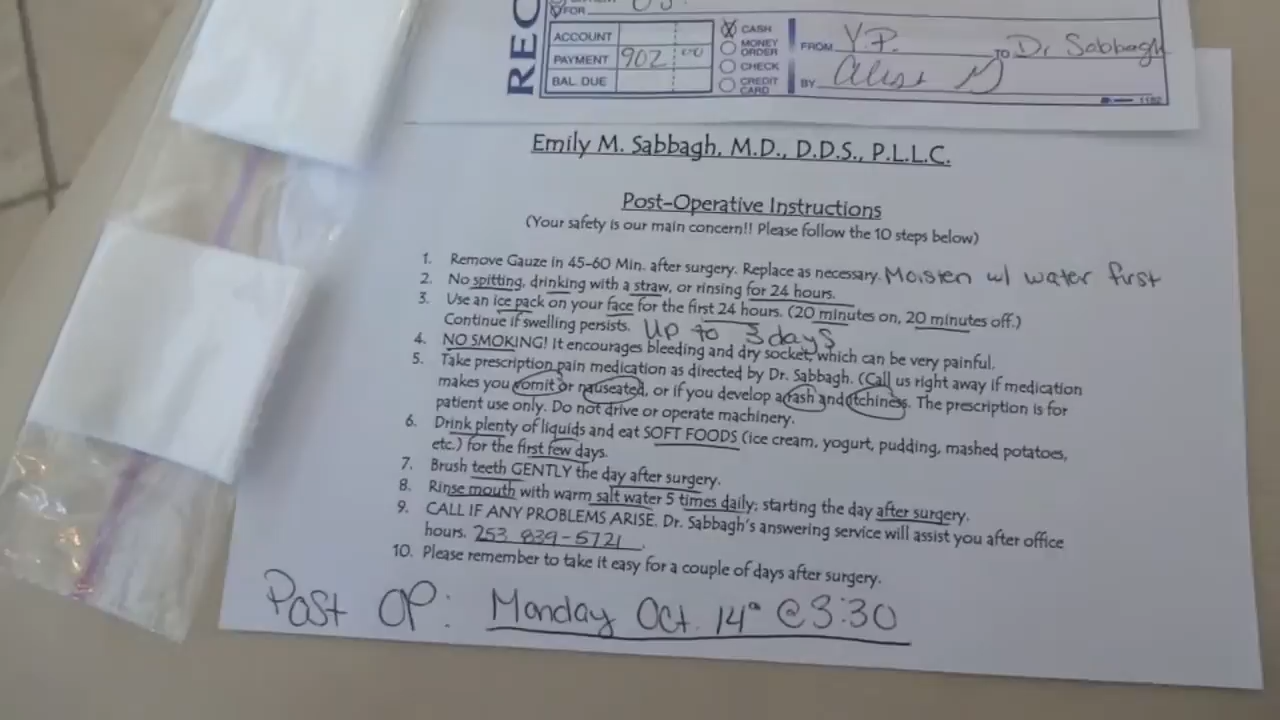 REC
FOR
ACCOUNT
PAYMENT 902 00
BAL. DUE
CASH
MONEY ORDER
CHECK
CREDIT CARD
FROM Y.P. TO Dr Sabbagh
BY
1182
Emily M. Sabbagh, M.D., D.D.S., P.L.L.C.
Post-Operative Instructions
(Your safety is our main concern!! Please follow the 10 steps below)
1. Remove Gauze in 45-60 Min. after surgery. Replace as necessary. Moisten w/ water first
2. No spitting, drinking with a straw, or rinsing for 24 hours.
3. Use an ice pack on your face for the first 24 hours. (20 minutes on, 20 minutes off.)
Continue if swelling persists. Up to 3 days
4. NO SMOKING! It encourages bleeding and dry socket, which can be very painful.
5. Take prescription pain medication as directed by Dr. Sabbagh. (Call us right away if medication
makes you vomit or nauseated, or if you develop a rash and itchiness. The prescription is for
patient use only. Do not drive or operate machinery.
6. Drink plenty of liquids and eat SOFT FOODS (ice cream, yogurt, pudding, mashed potatoes,
etc.) for the first few days.
7. Brush teeth GENTLY the day after surgery.
8. Rinse mouth with warm salt water 5 times daily; starting the day after surgery.
9. CALL IF ANY PROBLEMS ARISE. Dr. Sabbagh's answering service will assist you after office
hours. 253 839-5721.
10. Please remember to take it easy for a couple of days after surgery.
Post OP: Monday Oct. 14th @ 3:30